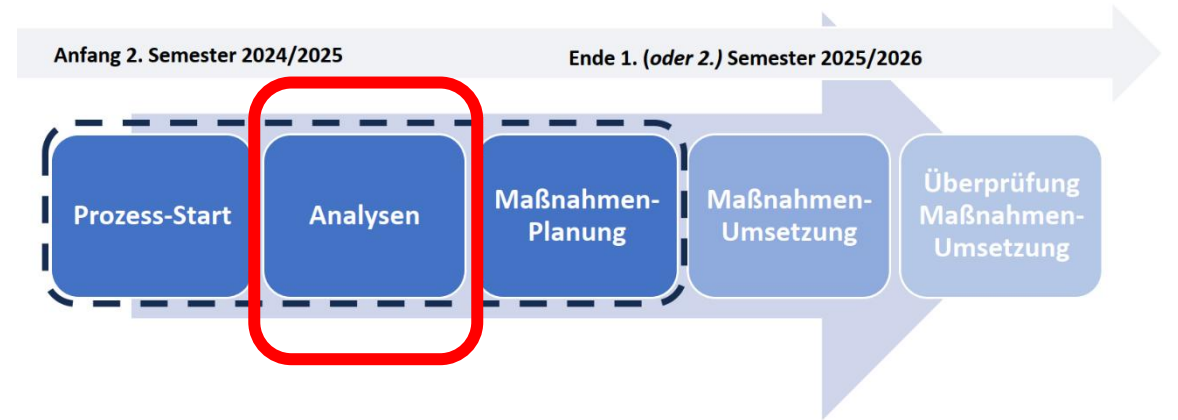 Anfang 2. Semester 2024/2025
Ende 1. (oder 2.) Semester 2025/2026
Prozess-Start
Analysen
Maßnahmen-
Planung
Maßnahmen-
Umsetzung
Überprüfung
Maßnahmen-
Umsetzung